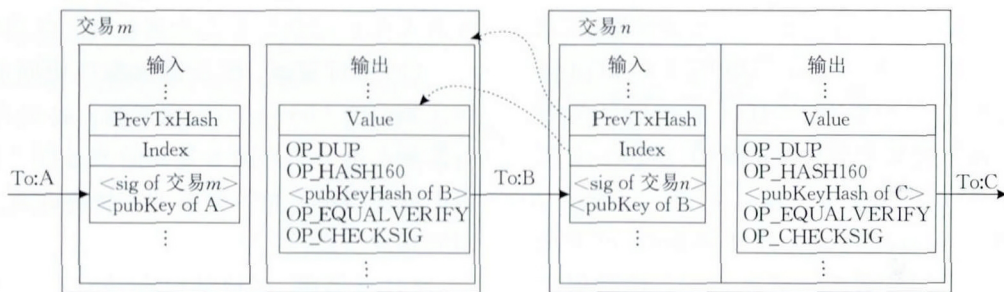 交易m
输入
⋮
PrevTxHash
Index
<sig of 交易m>
<pubKey of A>
⋮
输出
⋮
Value
OP_DUP
OP_HASH160
<pubKeyHash of B>
OP_EQUALVERIFY
OP_CHECKSIG
⋮
To:A
To:B
交易n
输入
⋮
PrevTxHash
Index
<sig of 交易n>
<pubKey of B>
⋮
输出
⋮
Value
OP_DUP
OP_HASH160
<pubKeyHash of C>
OP_EQUALVERIFY
OP_CHECKSIG
⋮
To:C